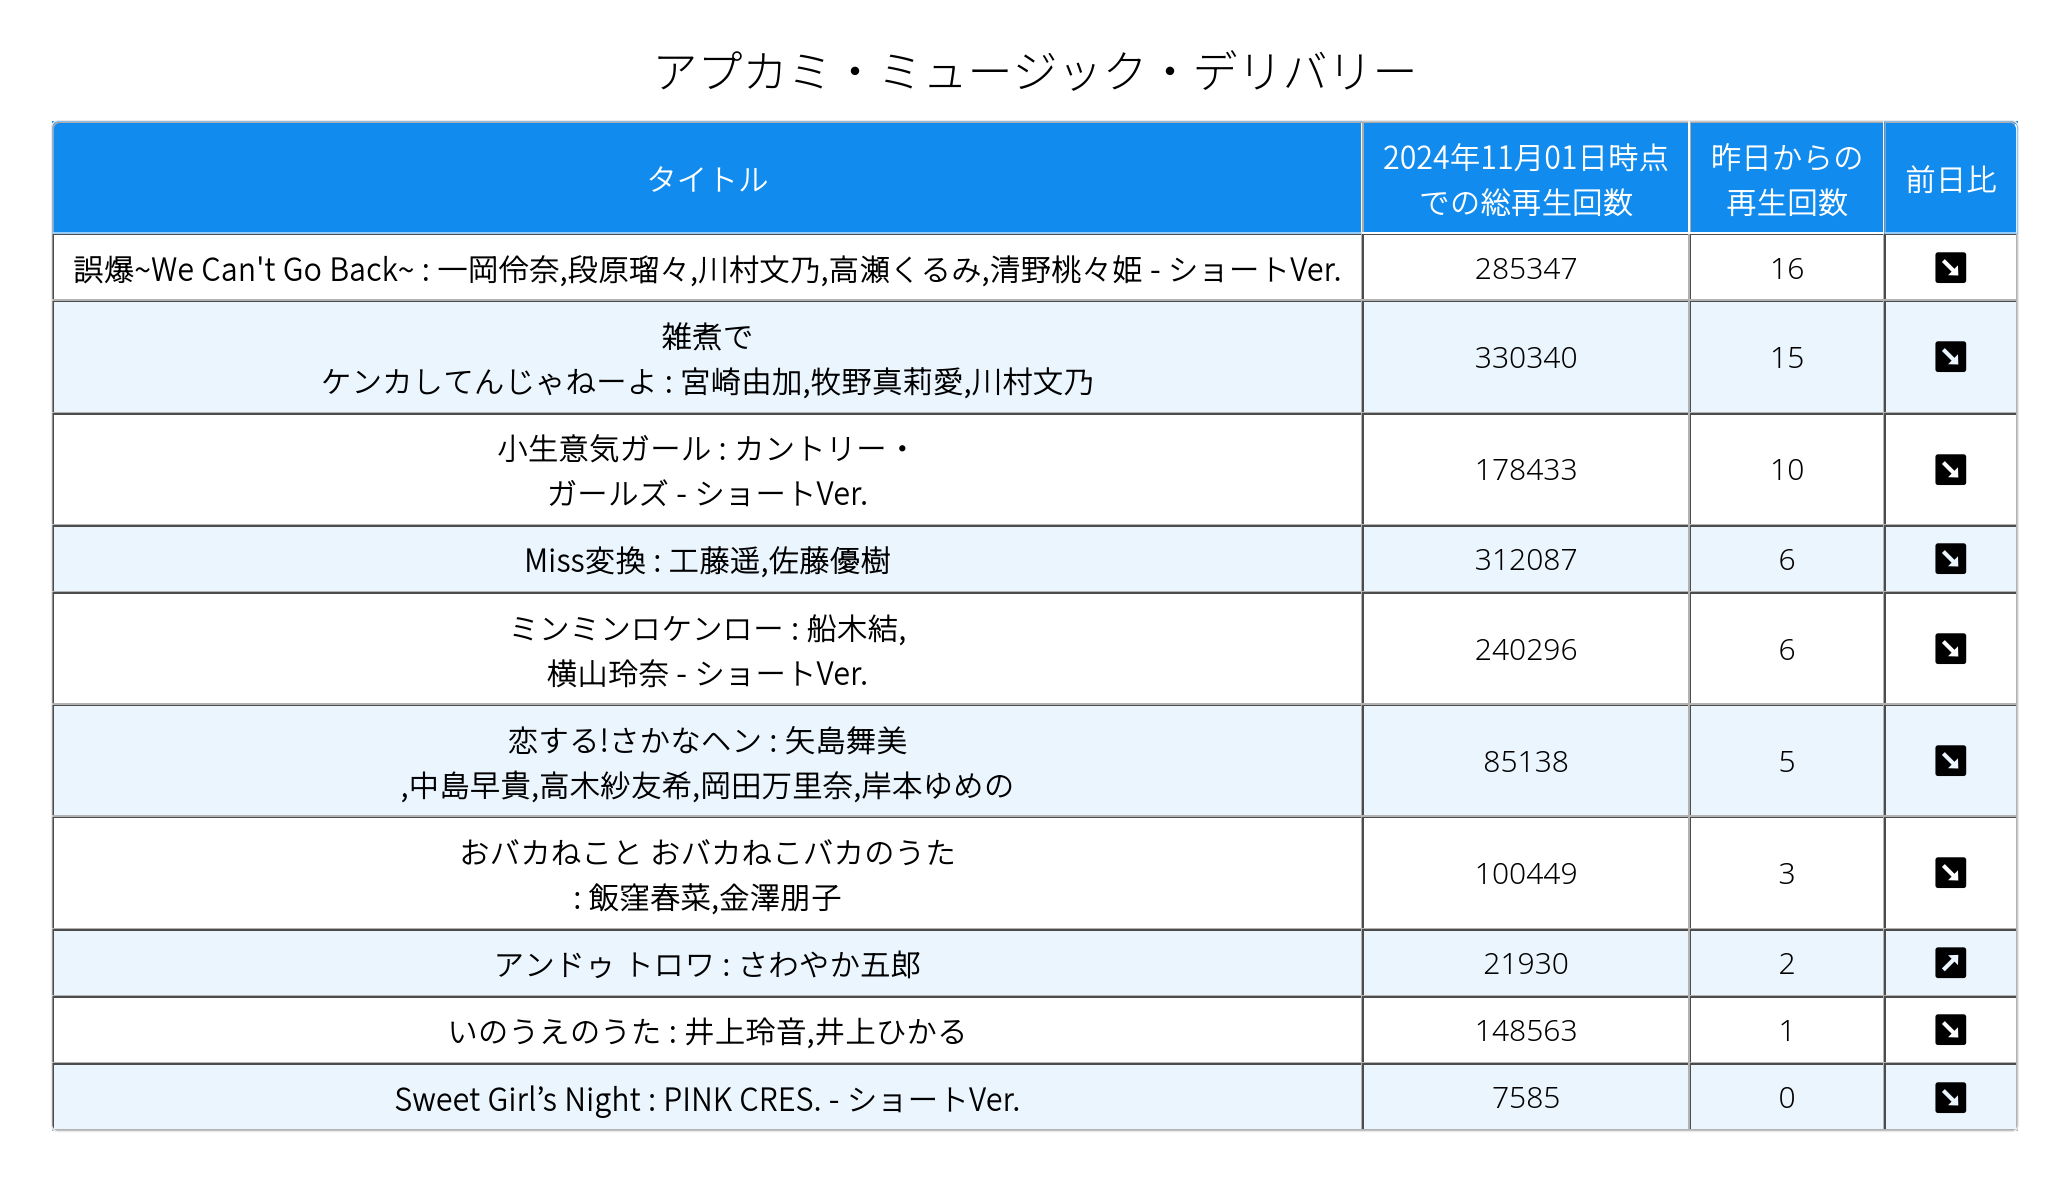 アプカミ・ミュージック・デリバリー
タイトル
2024年11月01日時点
での総再生回数
昨日からの
再生回数
前日比
誤爆~We Can't Go Back~ : 一岡伶奈,段原瑠々,川村文乃,高瀬くるみ,清野桃々姫 - ショートVer.
285347
16
雑煮で
ケンカしてんじゃねーよ : 宮崎由加,牧野真莉愛,川村文乃
330340
15
小生意気ガール : カントリー・
ガールズ - ショートVer.
178433
10
Miss変換 : 工藤遥,佐藤優樹
312087
6
ミンミンロケンロー : 船木結,
横山玲奈 - ショートVer.
240296
6
恋する!さかなヘン : 矢島舞美
,中島早貴,高木紗友希,岡田万里奈,岸本ゆめの
85138
5
おバカねこと おバカねこバカのうた
: 飯窪春菜,金澤朋子
100449
3
アンドゥ トロワ : さわやか五郎
21930
2
いのうえのうた : 井上玲音,井上ひかる
148563
1
Sweet Girl’s Night : PINK CRES. - ショートVer.
7585
0